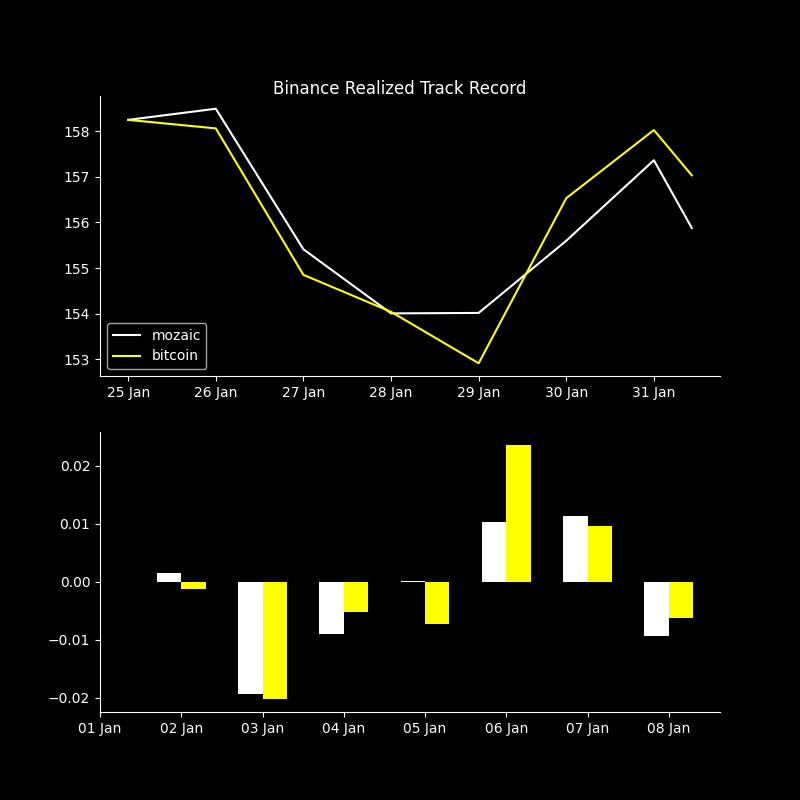 Binance Realized Track Record
158
157
156
155
154
153
mozaic
bitcoin
25 Jan 26 Jan 27 Jan 28 Jan 29 Jan 30 Jan 31 Jan
0.02
0.01
0.00
−0.01
−0.02
01 Jan 02 Jan 03 Jan 04 Jan 05 Jan 06 Jan 07 Jan 08 Jan